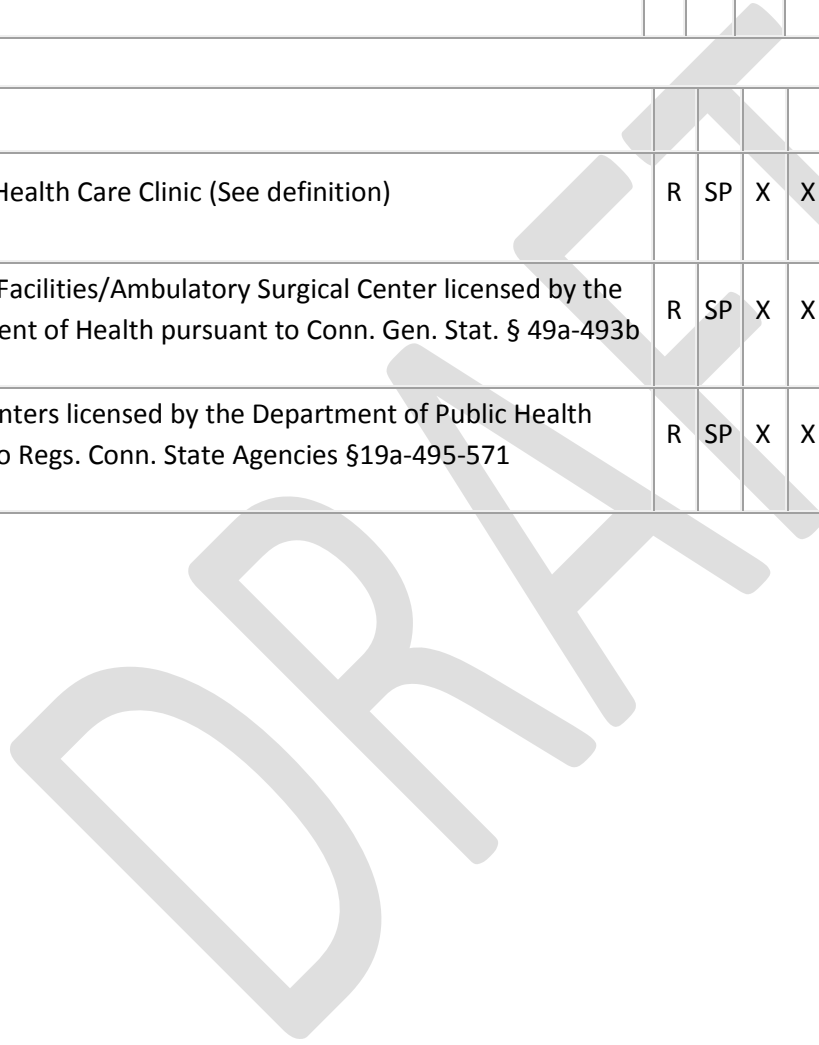 Health Care Clinic (See definition) R SP X X
Facilities/Ambulatory Surgical Center licensed by the
ent of Health pursuant to Conn. Gen. Stat. § 49a-493b R SP X X
nters licensed by the Department of Public Health
o Regs. Conn. State Agencies §19a-495-571 R SP X X
DRAFT